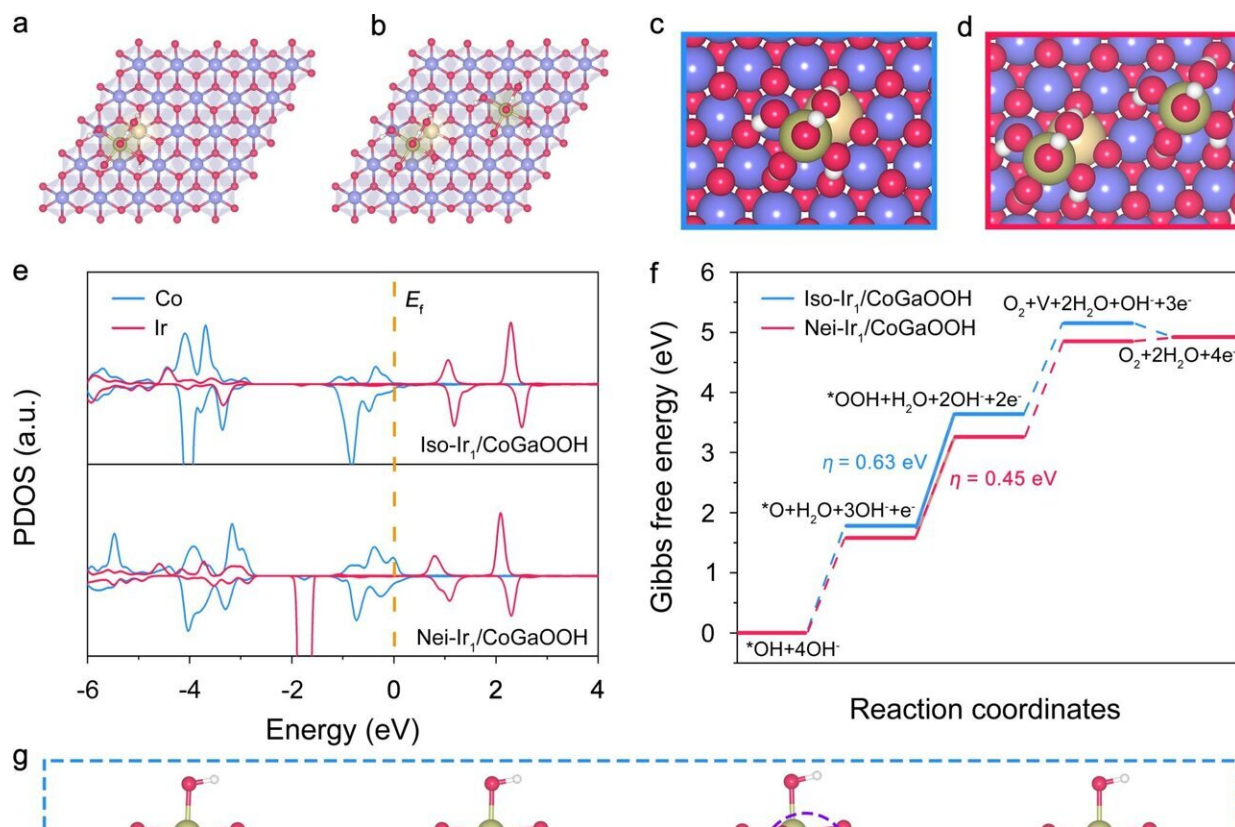 a
b
c
d
e
Co
Ir
E_f
Iso-Ir₁/CoGaOOH
Nei-Ir₁/CoGaOOH
PDOS (a.u.)
-6
-4
-2
0
2
4
Energy (eV)
f
6
5
4
3
2
1
0
Gibbs free energy (eV)
Iso-Ir₁/CoGaOOH
Nei-Ir₁/CoGaOOH
O₂+V+2H₂O+OH⁻+3e⁻
O₂+2H₂O+4e⁻
*OOH+H₂O+2OH⁻+2e⁻
η = 0.63 eV
η = 0.45 eV
*O+H₂O+3OH⁻+e⁻
*OH+4OH⁻
Reaction coordinates
g